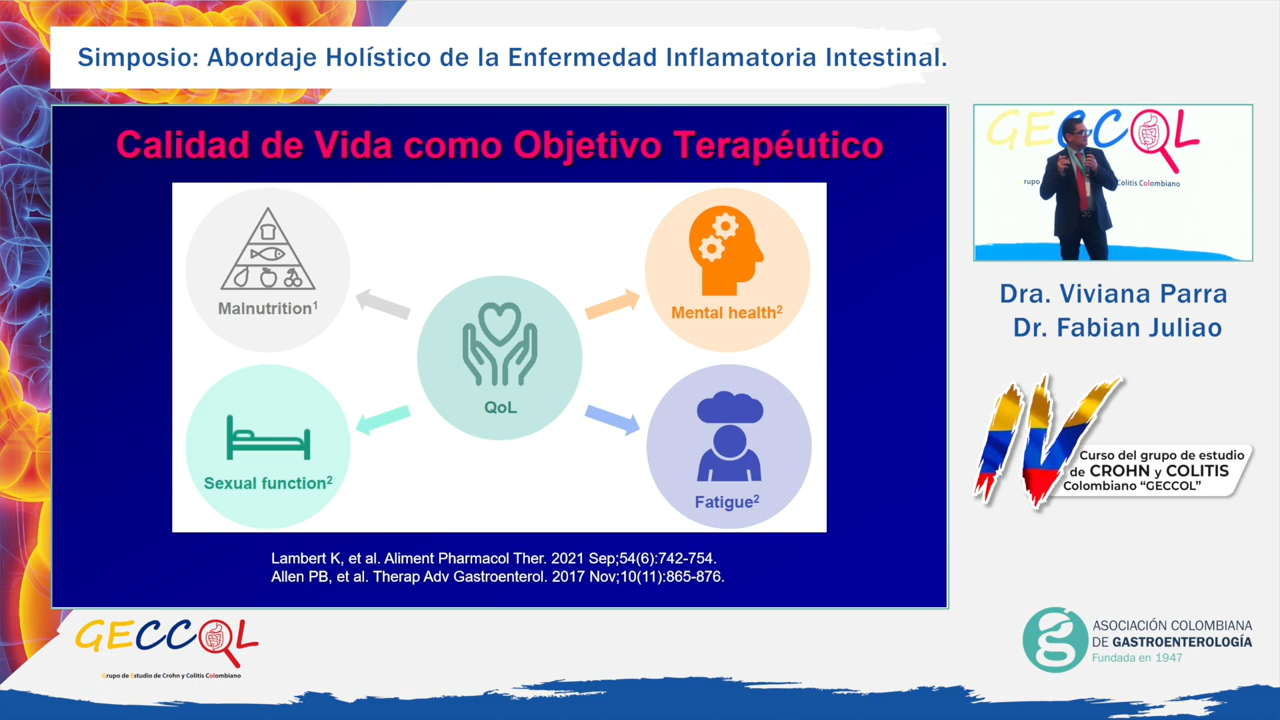 Simposio: Abordaje Holístico de la Enfermedad Inflamatoria Intestinal.
Calidad de Vida como Objetivo Terapéutico
Malnutrition¹
Mental health²
QoL
Sexual function²
Fatigue²
Lambert K, et al. Aliment Pharmacol Ther. 2021 Sep;54(6):742-754.
Allen PB, et al. Therap Adv Gastroenterol. 2017 Nov;10(11):865-876.
GECCOL
Colitis Colombiano
Dra. Viviana Parra
Dr. Fabian Juliao
IV
Curso del grupo de estudio
de CROHN y COLITIS
Colombiano “GECCOL”
GECCOL
Grupo de Estudio de Crohn y Colitis Colombiano
ASOCIACIÓN COLOMBIANA
DE GASTROENTEROLOGÍA
Fundada en 1947